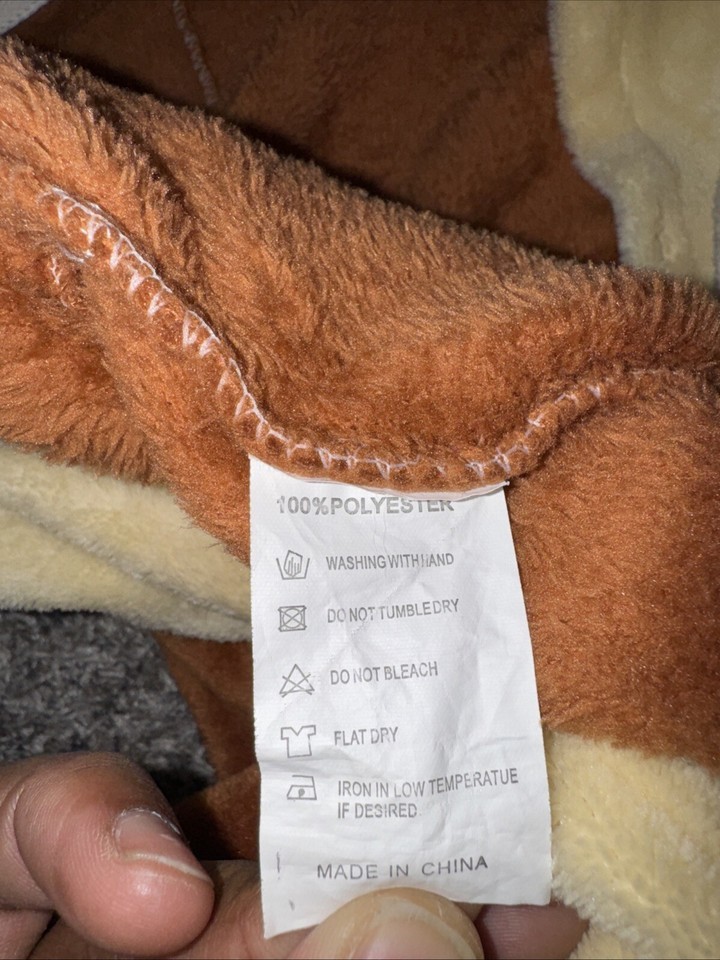 100%POLYESTER
WASHING WITH HAND
DO NOT TUMBLE DRY
DO NOT BLEACH
FLAT DRY
IRON IN LOW TEMPERATUE
IF DESIRED
MADE IN CHINA